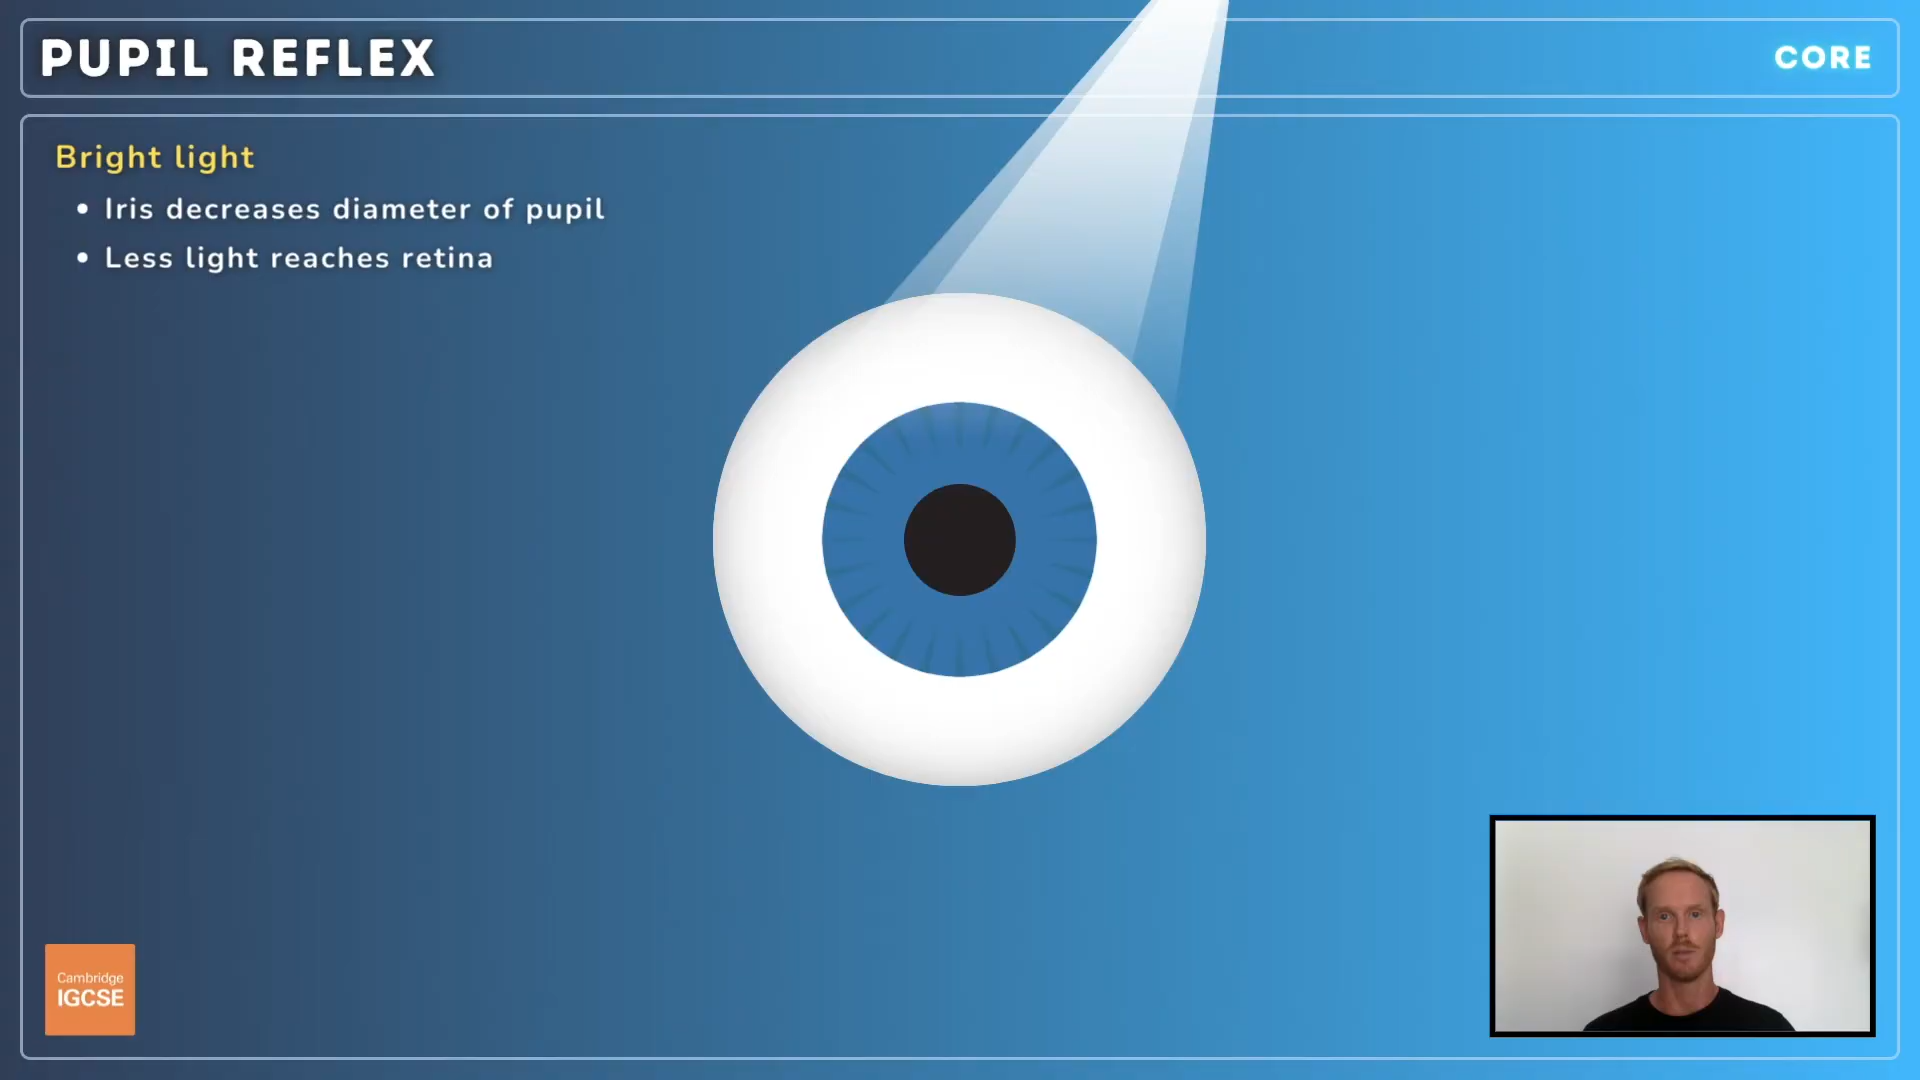 PUPIL REFLEX
CORE
Bright light
• Iris decreases diameter of pupil
• Less light reaches retina
Cambridge
IGCSE